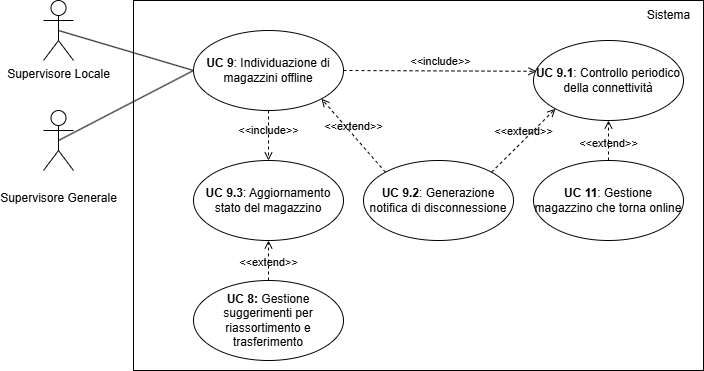 Sistema
Supervisore Locale
Supervisore Generale
UC 9: Individuazione di
magazzini offline
<<include>>
UC 9.1: Controllo periodico
della connettività
<<include>>
<<extend>>
<<extend>>
<<extend>>
UC 9.3: Aggiornamento
stato del magazzino
UC 9.2: Generazione
notifica di disconnessione
UC 11: Gestione
magazzino che torna online
<<extend>>
UC 8: Gestione
suggerimenti per
riassortimento e
trasferimento